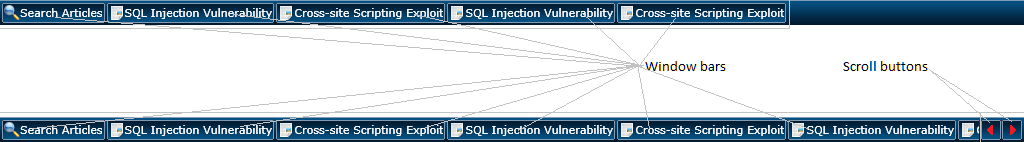 Search Articles SQL Injection Vulnerability Cross-site Scripting Exploit SQL Injection Vulnerability Cross-site Scripting Exploit
Window bars Scroll buttons
Search Articles SQL Injection Vulnerability Cross-site Scripting Exploit SQL Injection Vulnerability Cross-site Scripting Exploit SQL Injection Vulnerability